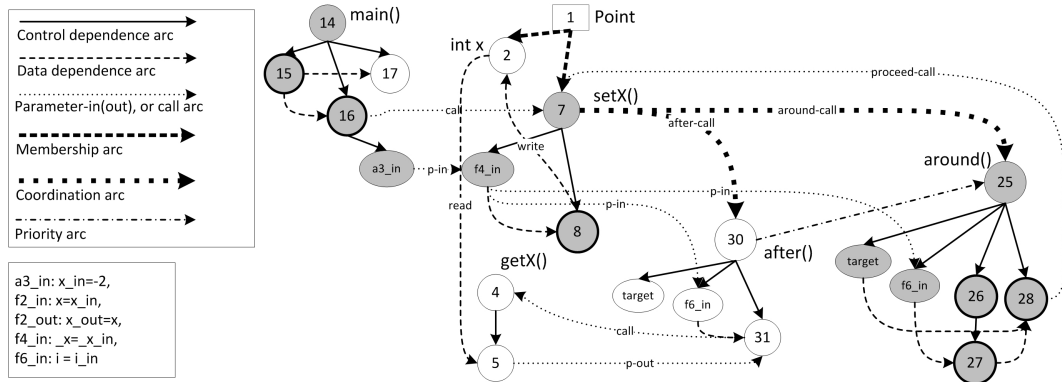 Control dependence arc
Data dependence arc
Parameter-in(out), or call arc
Membership arc
Coordination arc
Priority arc
a3_in: x_in=-2,
f2_in: x=x_in,
f2_out: x_out=x,
f4_in: _x=_x_in,
f6_in: i = i_in
14 main()
15
17
16
a3_in
call
p-in
1 Point
int x
2
7 setX()
write
f4_in
read
8
getX()
4
5
after-call
around-call
proceed-call
p-in
p-in
30
after()
target
f6_in
31
call
p-out
around()
25
target
f6_in
26
28
27